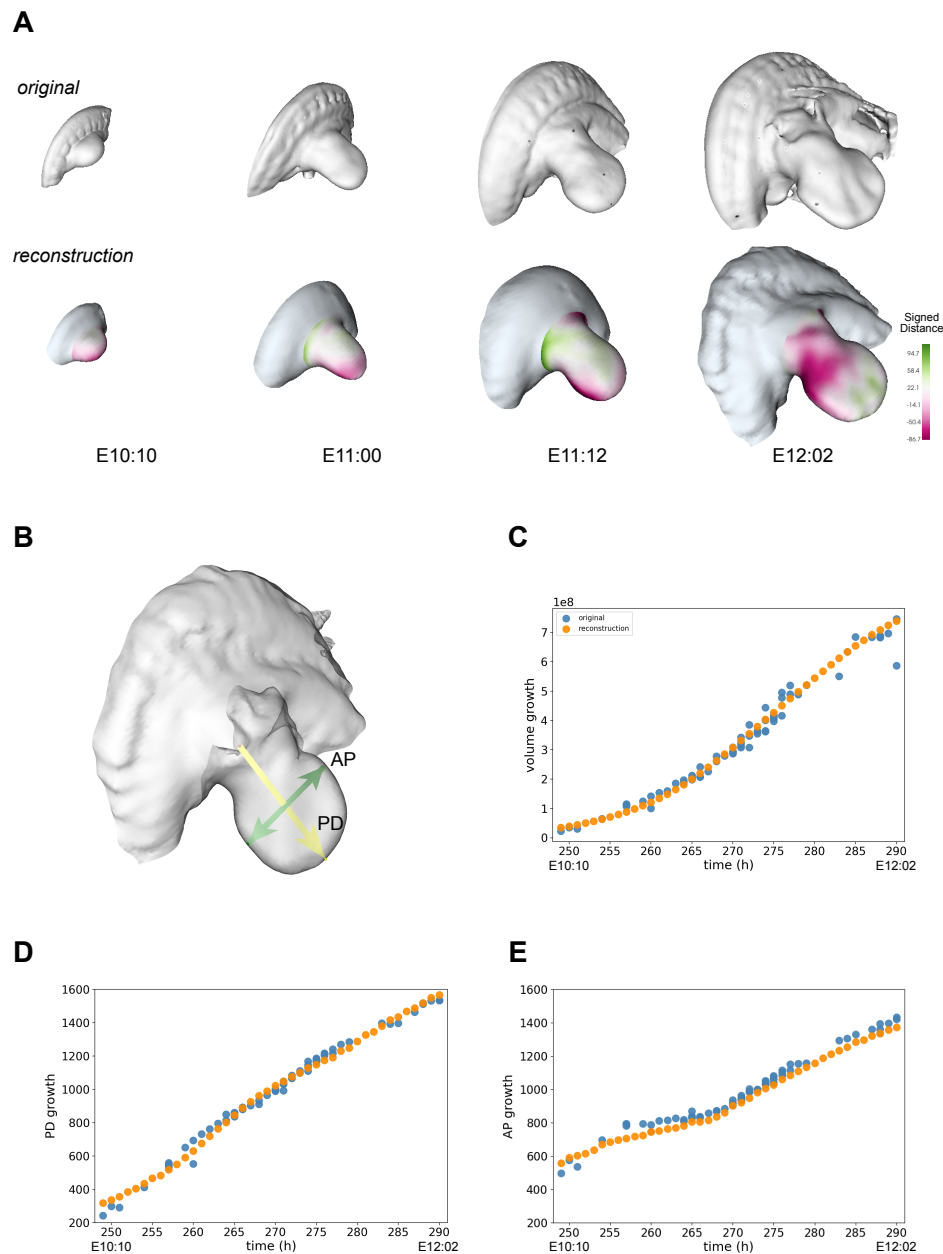 A
original
reconstruction
Signed
Distance
94.7
58.4
22.1
-14.1
-50.4
-86.7
E10:10
E11:00
E11:12
E12:02
B
AP
PD
C
1e8
original
reconstruction
volume growth
7
6
5
4
3
2
1
0
250 255 260 265 270 275 280 285 290
E10:10 time (h) E12:02
D
PD growth
1600
1400
1200
1000
800
600
400
200
250 255 260 265 270 275 280 285 290
E10:10 time (h) E12:02
E
AP growth
1600
1400
1200
1000
800
600
400
200
250 255 260 265 270 275 280 285 290
E10:10 time (h) E12:02